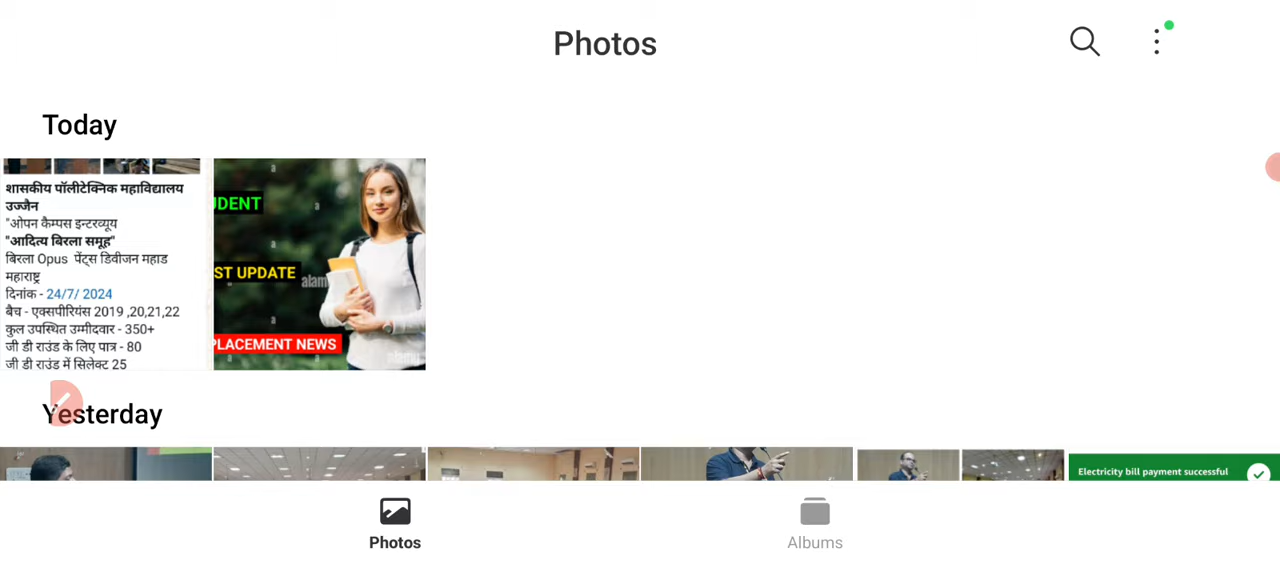 Photos
Today
शासकीय पॉलीटेक्निक महाविद्यालय
उज्जैन
"ओपन कैम्पस इन्टरव्यूय
"आदित्य बिरला समूह"
बिरला Opus पेंट्स डिवीजन महाड
महाराष्ट्र
दिनांक - 24/7/ 2024
बैच - एक्सपीरियंस 2019 ,20,21,22
कुल उपस्थित उम्मीदवार - 350+
जी डी राउंड के लिए पात्र - 80
जी डी राउंड में सिलेक्ट 25
UDENT
ST UPDATE
alam
PLACEMENT NEWS
alamy
Yesterday
Electricity bill payment successful
Photos
Albums